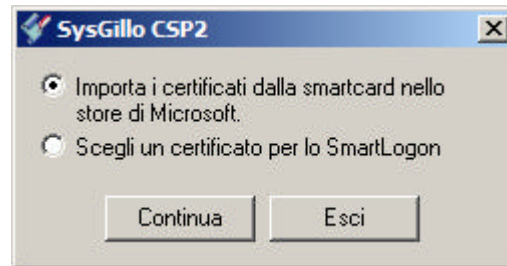 SysGillo CSP2
Importa i certificati dalla smartcard nello
store di Microsoft.
Scegli un certificato per lo SmartLogon
Continua
Esci